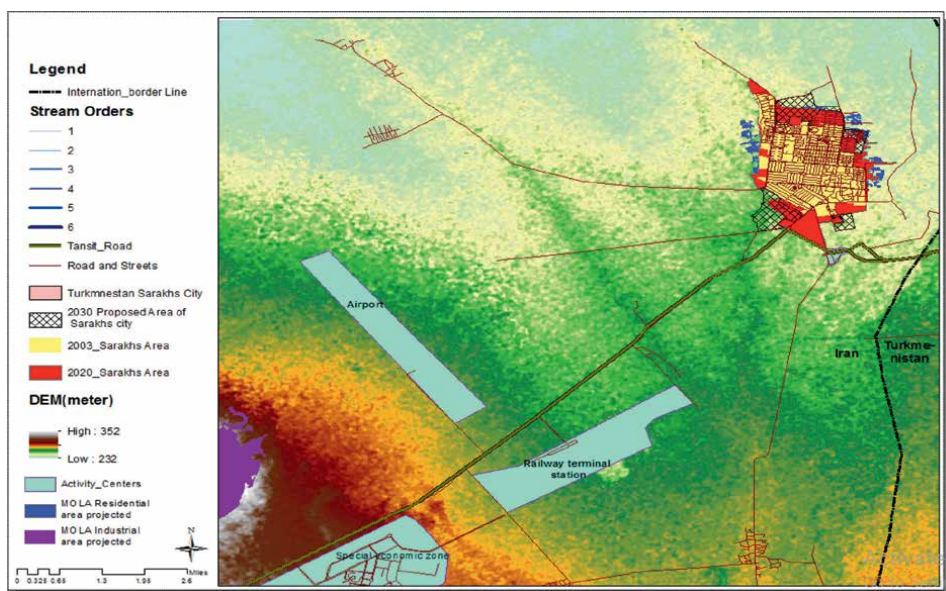 Legend
Internation_border Line
Stream Orders
1
2
3
4
5
6
Tansit_Road
Road and Streets
Turkmnestan Sarakhs City
2030 Proposed Area of
Sarakhs city
2003_Sarakhs Area
2020_Sarakhs Area
DEM(meter)
High : 352
Low : 232
Activity_Centers
MOLA Residential
area projected
MOLA Industrial
area projected
N
Miles
0 0.325 0.65 1.3 1.95 2.6
Airport
Iran
Turkme-
nistan
Railway terminal
station
Special economic zone